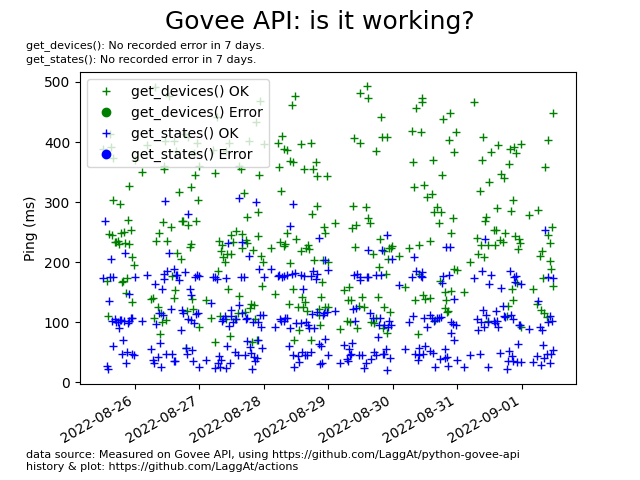 Govee API: is it working?
get_devices(): No recorded error in 7 days.
get_states(): No recorded error in 7 days.
500
400
300
200
100
0
Ping (ms)
get_devices() OK
get_devices() Error
get_states() OK
get_states() Error
2022-08-26
2022-08-27
2022-08-28
2022-08-29
2022-08-30
2022-08-31
2022-09-01
data source: Measured on Govee API, using https://github.com/LaggAt/python-govee-api
history & plot: https://github.com/LaggAt/actions